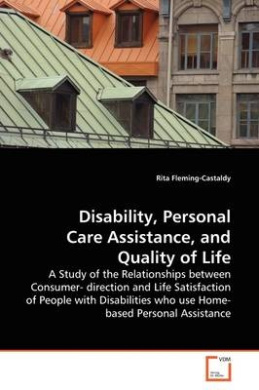 Rita Fleming-Castaldy
Disability, Personal
Care Assistance, and
Quality of Life
A Study of the Relationships between
Consumer- direction and Life Satisfaction
of People with Disabilities who use Home-
based Personal Assistance
VDM